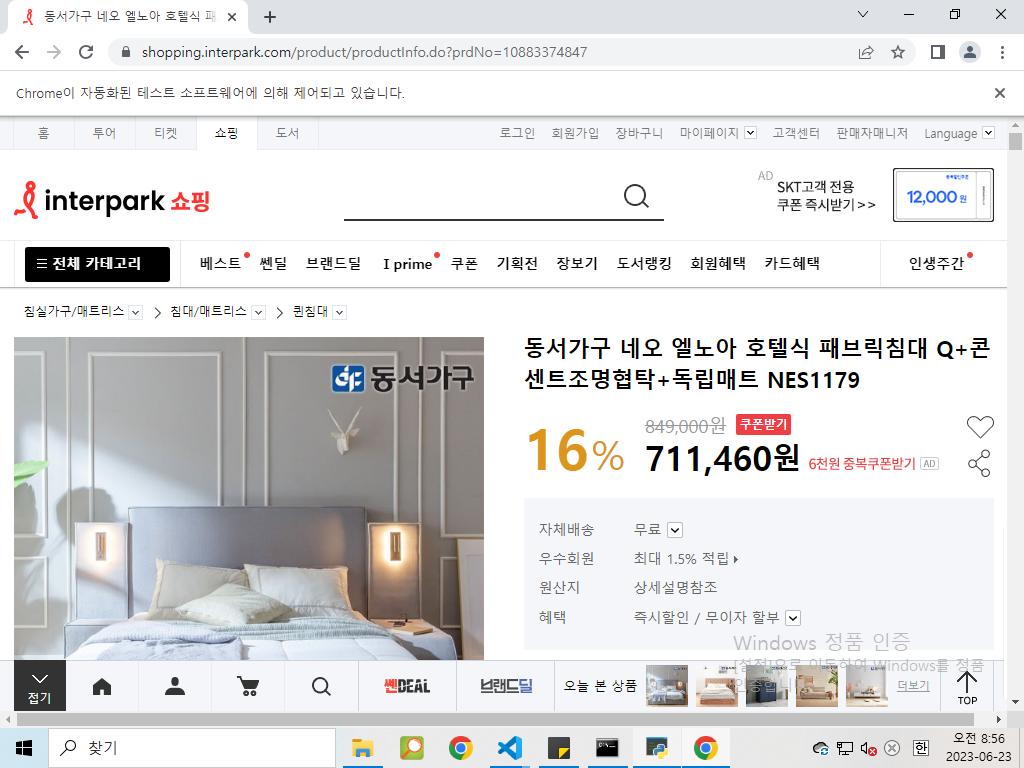 동서가구 네오 엘노아 호텔식 패
shopping.interpark.com/product/productInfo.do?prdNo=10883374847
Chrome이 자동화된 테스트 소프트웨어에 의해 제어되고 있습니다.
홈 투어 티켓 쇼핑 도서 로그인 회원가입 장바구니 마이페이지 고객센터 판매자매니저 Language
interpark 쇼핑
AD SKT고객 전용
쿠폰 즉시받기>>
12,000 원
전체 카테고리 베스트 쎈딜 브랜드딜 I prime 쿠폰 기획전 장보기 도서랭킹 회원혜택 카드혜택 인생주간
침실가구/매트리스 침대/매트리스 퀸침대
동서가구
동서가구 네오 엘노아 호텔식 패브릭침대 Q+콘
센트조명협탁+독립매트 NES1179
16% 849,000원 쿠폰받기
711,460원 6천원 중복쿠폰받기 AD
자체배송 무료
우수회원 최대 1.5% 적립
원산지 상세설명참조
혜택 즉시할인 / 무이자 할부
Windows 정품 인증
[설정]으로 이동하여 Windows를 정품
인증합니다.
접기 쎈DEAL 브랜드딜 오늘 본 상품 더보기 TOP
찾기
한
오전 8:56
2023-06-23